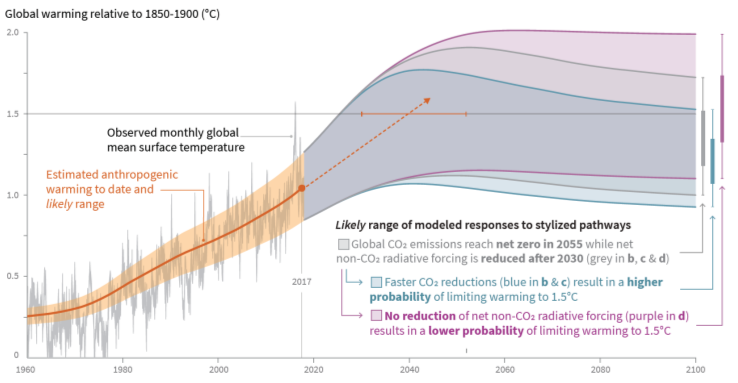 Global warming relative to 1850-1900 (°C)
2.0
1.5
Observed monthly global
mean surface temperature
Estimated anthropogenic
warming to date and
likely range
1.0
Likely range of modeled responses to stylized pathways
Global CO₂ emissions reach net zero in 2055 while net
non-CO₂ radiative forcing is reduced after 2030 (grey in b, c & d)
0.5
2017
Faster CO₂ reductions (blue in b & c) result in a higher
probability of limiting warming to 1.5°C
No reduction of net non-CO₂ radiative forcing (purple in d)
results in a lower probability of limiting warming to 1.5°C
0
1960
1980
2000
2020
2040
2060
2080
2100